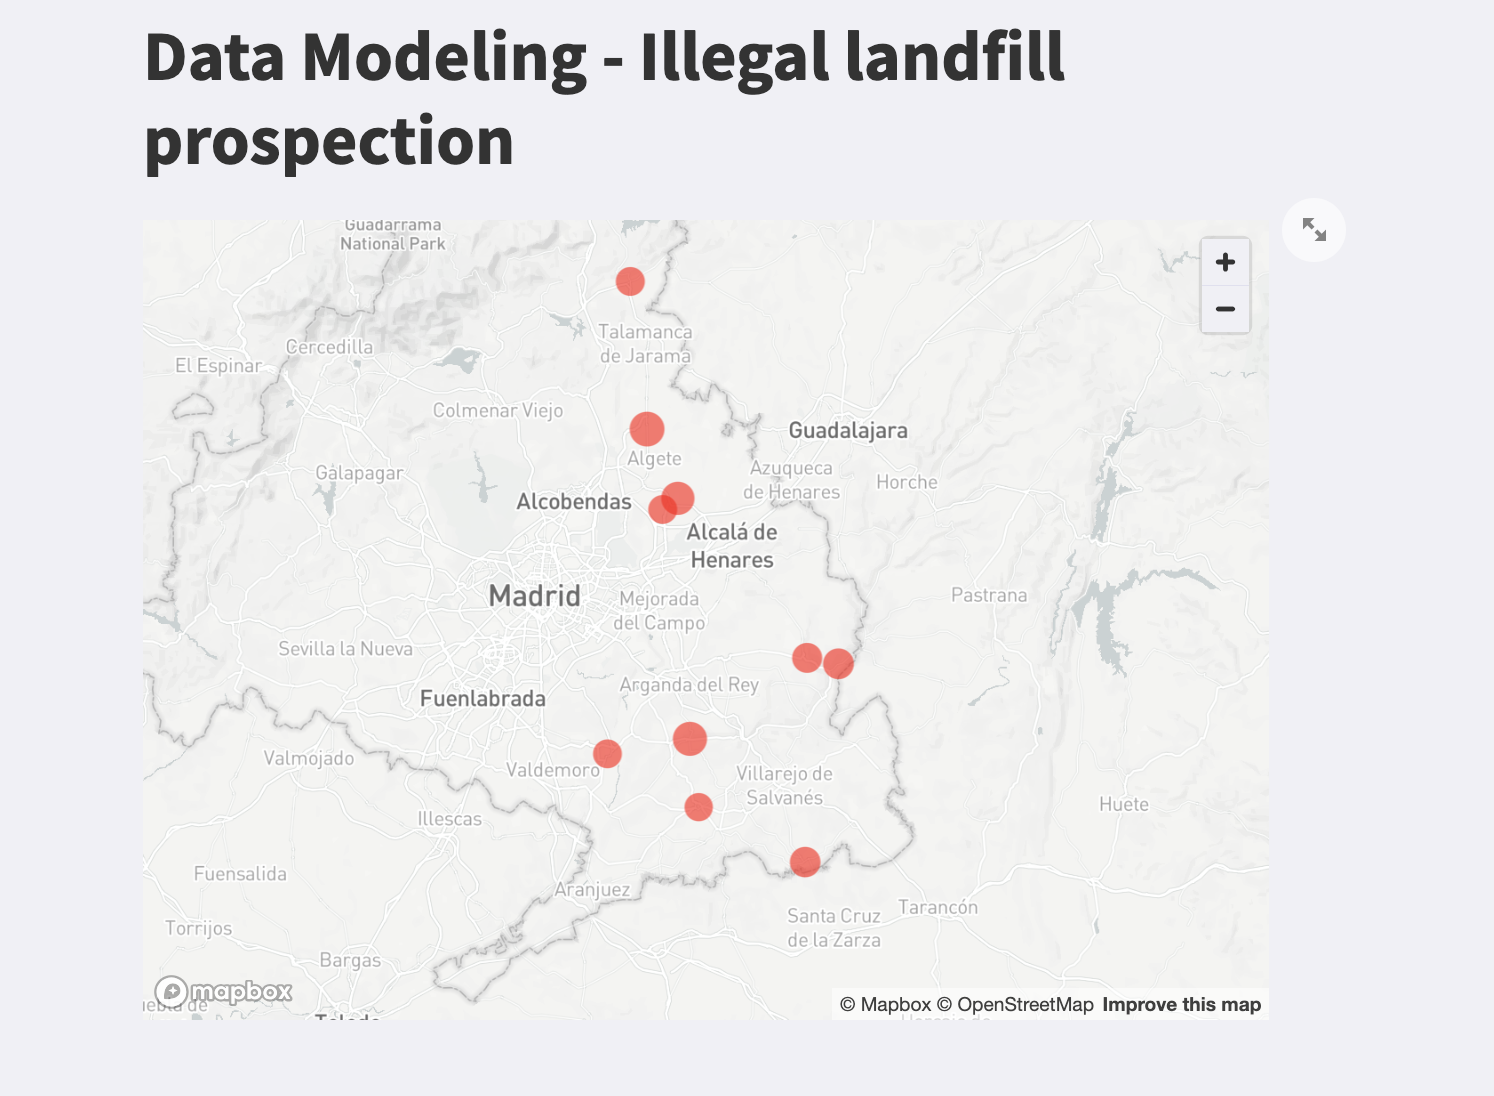 Data Modeling - Illegal landfill
prospection
Guadarrama
National Park
Talamanca
de Jarama
Cercedilla
El Espinar
Colmenar Viejo
Guadalajara
Algete
Galapagar
Azuqueca
de Henares
Horche
Alcobendas
Alcalá de
Henares
Madrid
Mejorada
del Campo
Pastrana
Sevilla la Nueva
Arganda del Rey
Fuenlabrada
Valmojado
Valdemoro
Villarejo de
Salvanés
Huete
Illescas
Fuensalida
Aranjuez
Tarancón
Santa Cruz
de la Zarza
Torrijos
Bargas
mapbox
© Mapbox © OpenStreetMap Improve this map
Toledo